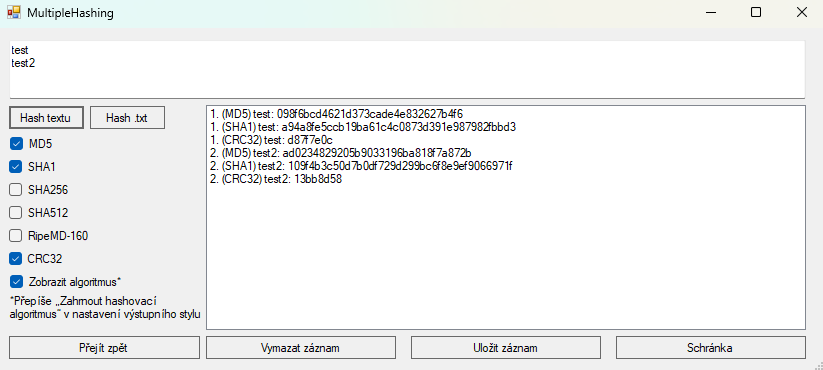 MultipleHashing
test
test2
Hash textu
Hash .txt
MD5
SHA1
SHA256
SHA512
RipeMD-160
CRC32
Zobrazit algoritmus*
*Přepíše „Zahrnout hashovací
algoritmus“ v nastavení výstupního stylu
1. (MD5) test: 098f6bcd4621d373cade4e832627b4f6
1. (SHA1) test: a94a8fe5ccb19ba61c4c0873d391e987982fbbd3
1. (CRC32) test: d87f7e0c
2. (MD5) test2: ad0234829205b9033196ba818f7a872b
2. (SHA1) test2: 109f4b3c50d7b0df729d299bc6f8e9ef9066971f
2. (CRC32) test2: 13bb8d58
Přejít zpět
Vymazat záznam
Uložit záznam
Schránka